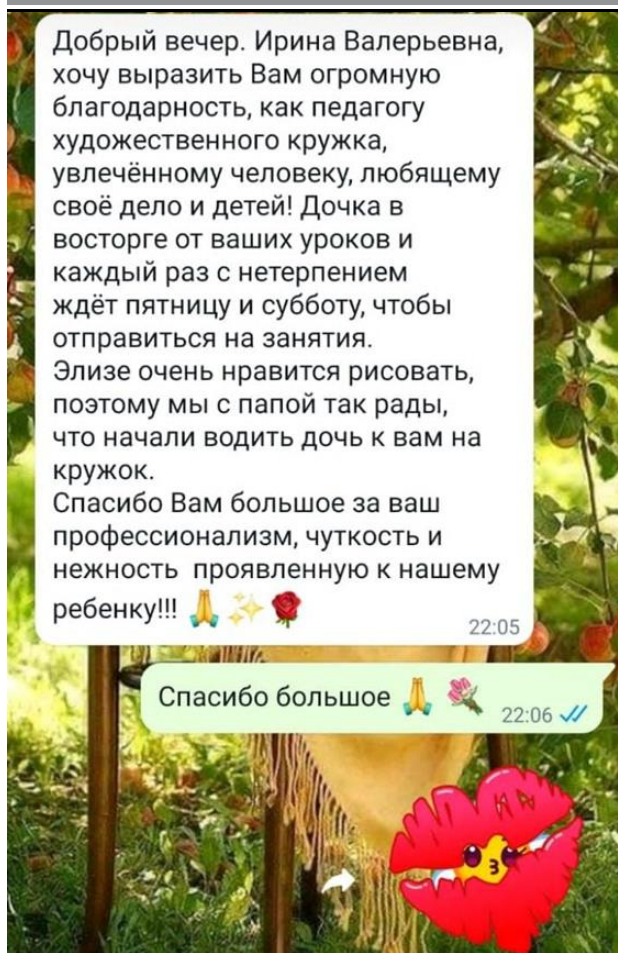 Добрый вечер. Ирина Валерьевна,
хочу выразить Вам огромную
благодарность, как педагогу
художественного кружка,
увлечённому человеку, любящему
своё дело и детей! Дочка в
восторге от ваших уроков и
каждый раз с нетерпением
ждёт пятницу и субботу, чтобы
отправиться на занятия.
Элизе очень нравится рисовать,
поэтому мы с папой так рады,
что начали водить дочь к вам на
кружок.
Спасибо Вам большое за ваш
профессионализм, чуткость и
нежность  проявленную к нашему
ребенку!!! 🙏 ✨🌹
22:05
Спасибо большое 🙏 💐
22:06